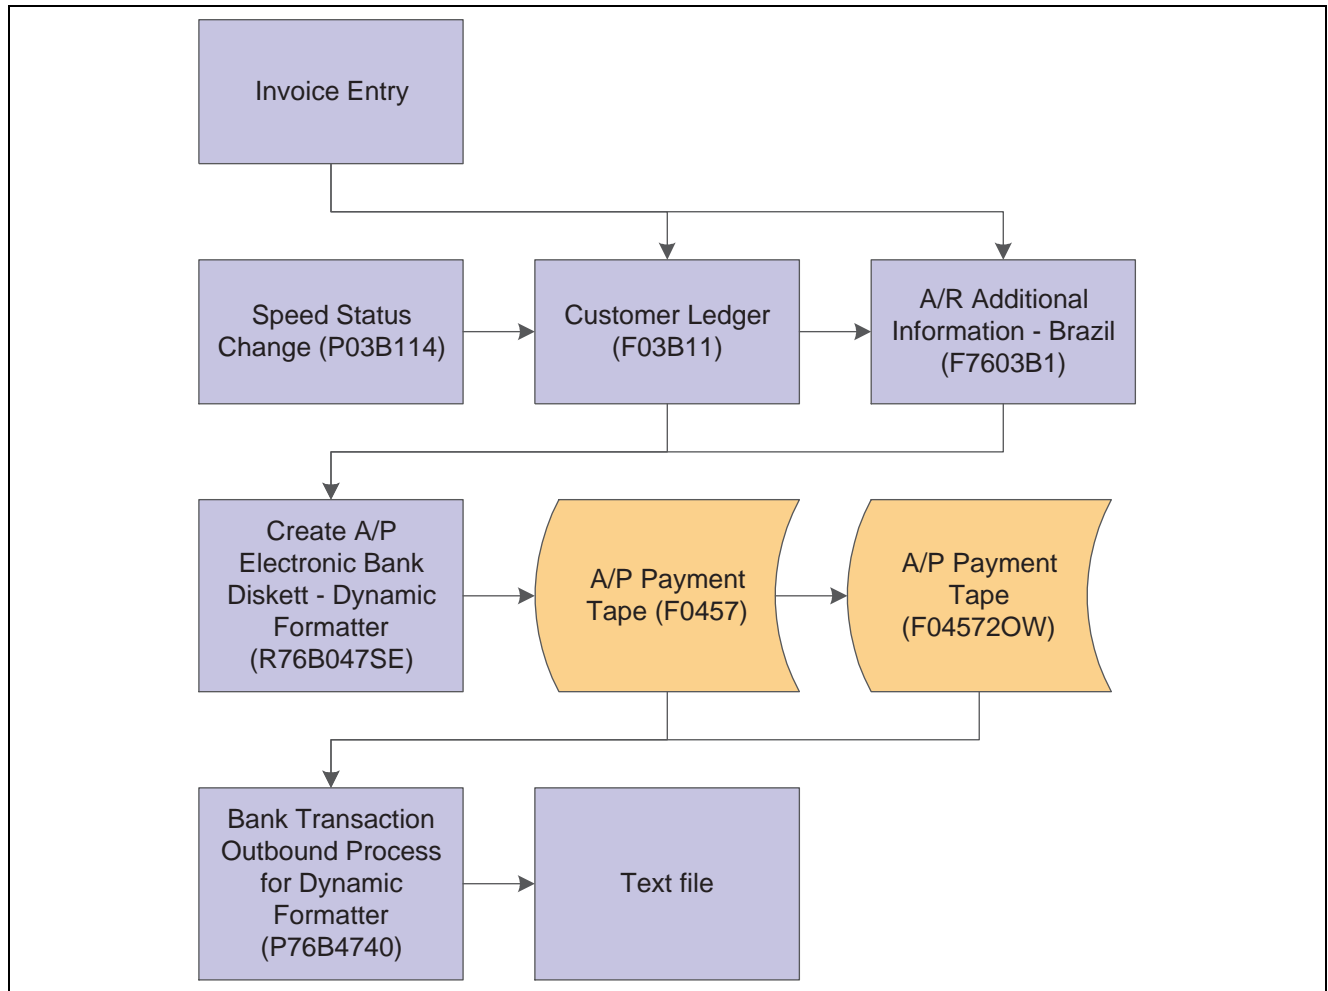 Invoice Entry
Speed Status
Change (P03B114)
Customer Ledger
(F03B11)
A/R Additional
Information - Brazil
(F7603B1)
Create A/P
Electronic Bank
Diskett - Dynamic
Formatter
(R76B047SE)
A/P Payment
Tape (F0457)
A/P Payment
Tape
(F04572OW)
Bank Transaction
Outbound Process
for Dynamic
Formatter
(P76B4740)
Text file